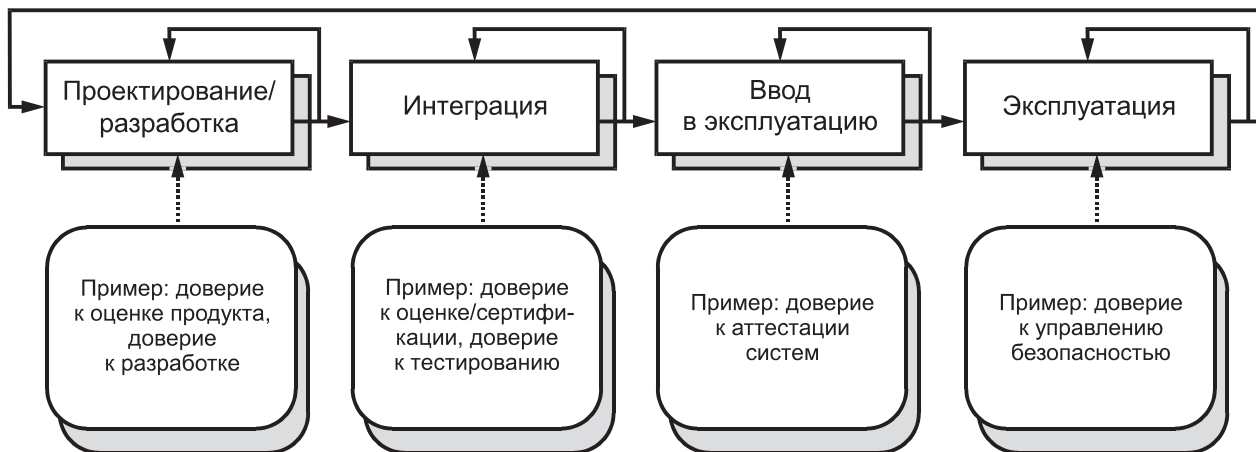 Проектирование/
разработка
Интеграция
Ввод
в эксплуатацию
Эксплуатация
Пример: доверие
к оценке продукта,
доверие
к разработке
Пример: доверие
к оценке/сертифи-
кации, доверие
к тестированию
Пример: доверие
к аттестации
систем
Пример: доверие
к управлению
безопасностью